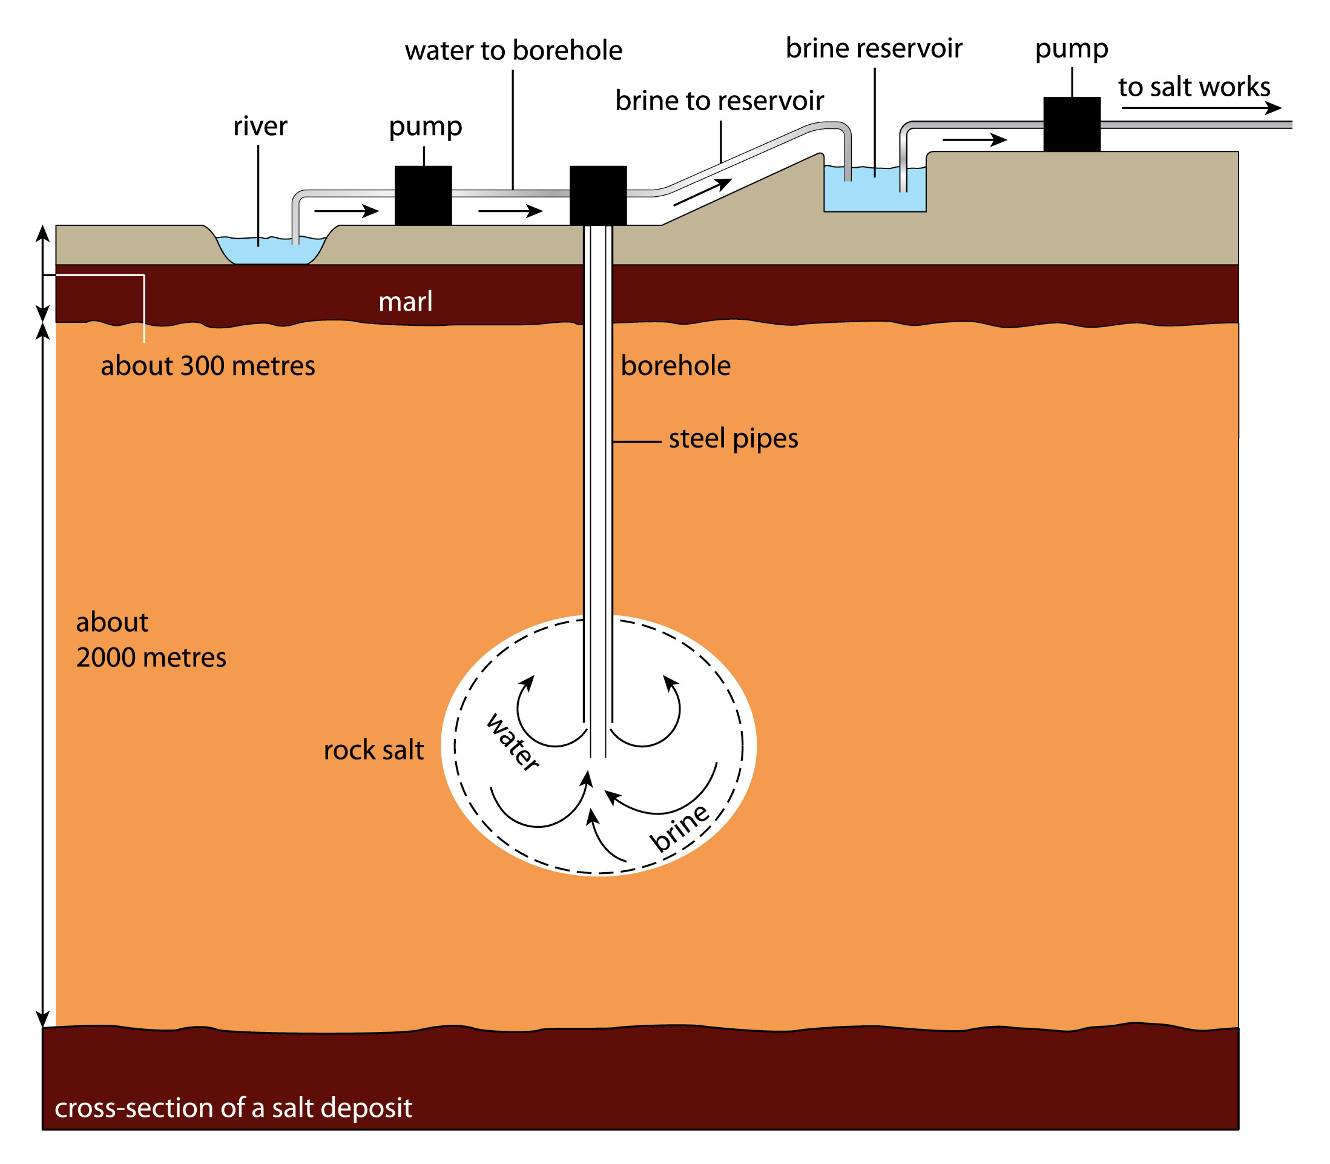 water to borehole
brine reservoir
pump
to salt works
brine to reservoir
river
pump
marl
about 300 metres
borehole
steel pipes
about
2000 metres
water
rock salt
brine
cross-section of a salt deposit